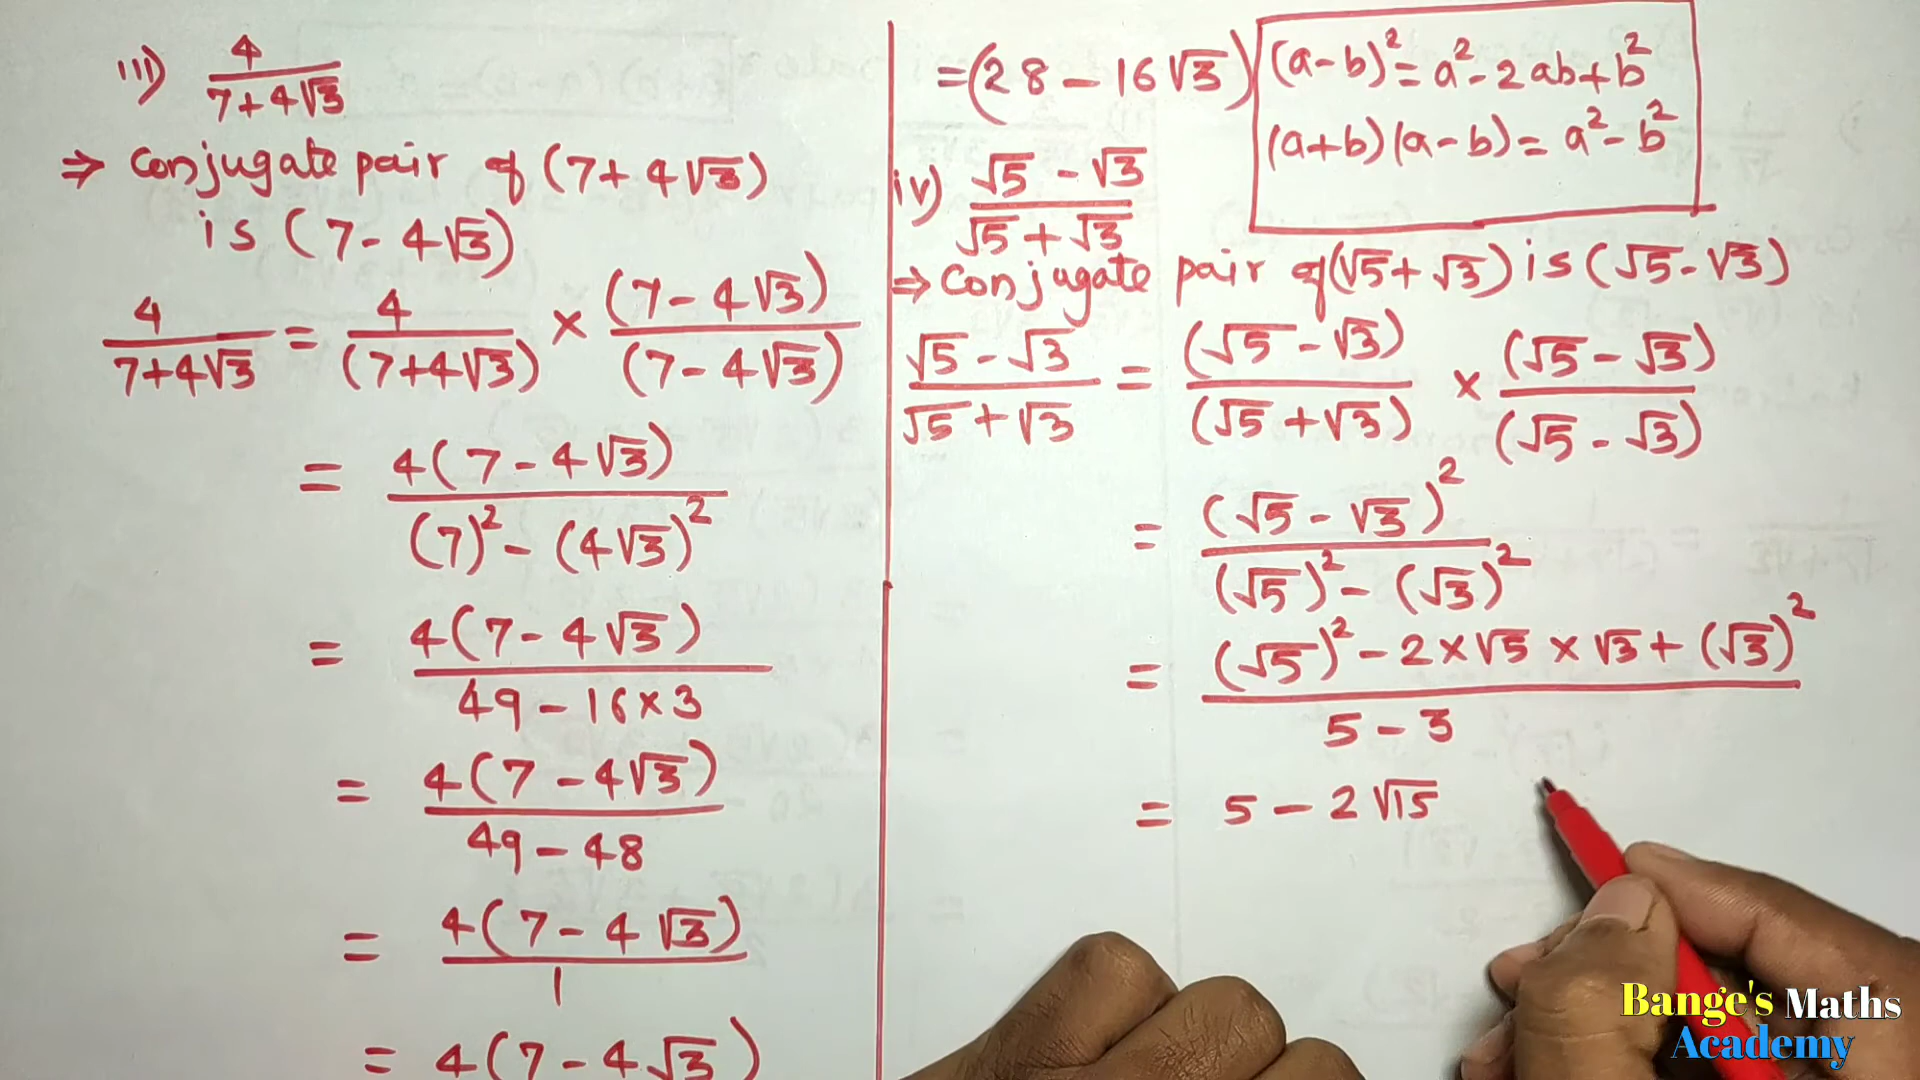 iii) 4/(7+4√3)
⇒ Conjugate pair of (7+4√3)
is (7-4√3)
4/(7+4√3) = 4/(7+4√3) × (7-4√3)/(7-4√3)
= 4(7-4√3)/((7)²-(4√3)²)
= 4(7-4√3)/(49-16×3)
= 4(7-4√3)/(49-48)
= 4(7-4√3)/1
= 4(7-4√3)
=(28-16√3)
(a-b)²=a²-2ab+b²
(a+b)(a-b)=a²-b²
iv) (√5-√3)/(√5+√3)
⇒ Conjugate pair of (√5+√3) is (√5-√3)
(√5-√3)/(√5+√3) = (√5-√3)/(√5+√3) × (√5-√3)/(√5-√3)
= (√5-√3)²/((√5)²-(√3)²)
= ((√5)²-2×√5×√3+(√3)²)/(5-3)
= 5-2√15
Bange's Maths
Academy